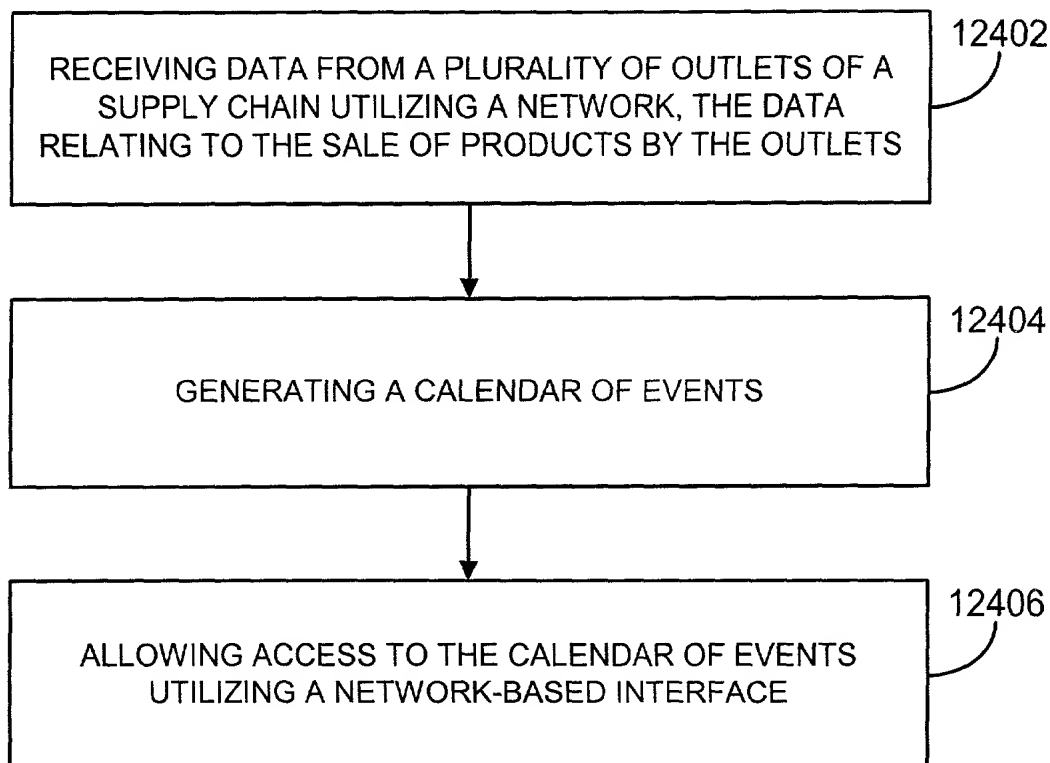 12402
RECEIVING DATA FROM A PLURALITY OF OUTLETS OF A
SUPPLY CHAIN UTILIZING A NETWORK, THE DATA
RELATING TO THE SALE OF PRODUCTS BY THE OUTLETS
12404
GENERATING A CALENDAR OF EVENTS
12406
ALLOWING ACCESS TO THE CALENDAR OF EVENTS
UTILIZING A NETWORK-BASED INTERFACE